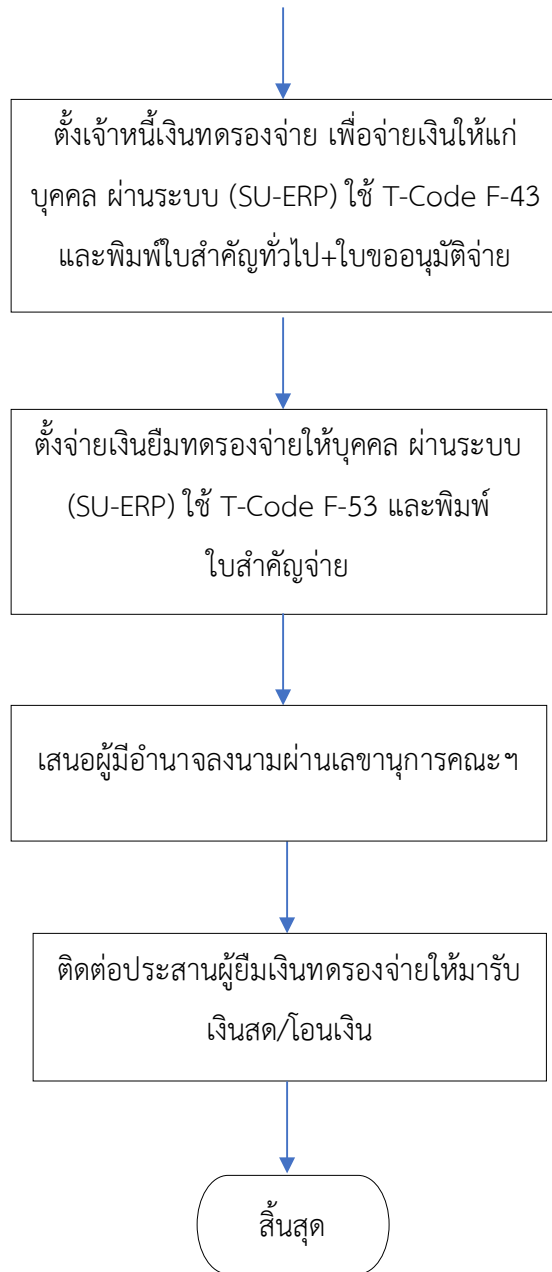 ตั้งเจ้าหนี้เงินทดรองจ่าย เพื่อจ่ายเงินให้แก่
บุคคล ผ่านระบบ (SU-ERP) ใช้ T-Code F-43
และพิมพ์ใบสำคัญทั่วไป+ใบขออนุมัติจ่าย
ตั้งจ่ายเงินยืมทดรองจ่ายให้บุคคล ผ่านระบบ
(SU-ERP) ใช้ T-Code F-53 และพิมพ์
ใบสำคัญจ่าย
เสนอผู้มีอำนาจลงนามผ่านเลขานุการคณะฯ
ติดต่อประสานผู้ยืมเงินทดรองจ่ายให้มารับ
เงินสด/โอนเงิน
สิ้นสุด